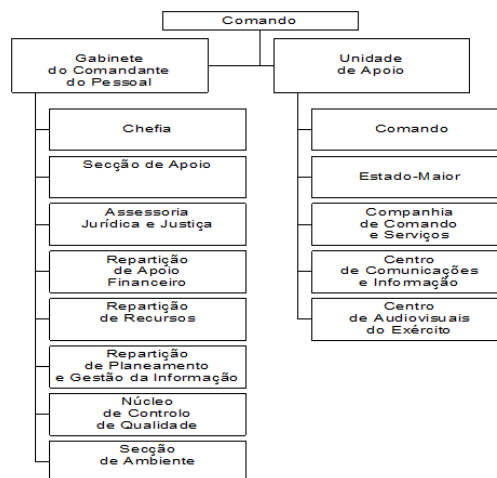 Comando
Gabinete
do Comandante
do Pessoal
Unidade
de Apoio
Chefia
Secção de Apoio
Assessoria
Jurídica e Justiça
Repartição
de Apoio
Financeiro
Repartição
de Recursos
Repartição
de Planeamento
e Gestão da Informação
Núcleo
de Controlo
de Qualidade
Secção
de Ambiente
Comando
Estado-Maior
Companhia
de Comando
e Serviços
Centro
de Comunicações
e Informação
Centro
de Audiovisuais
do Exército